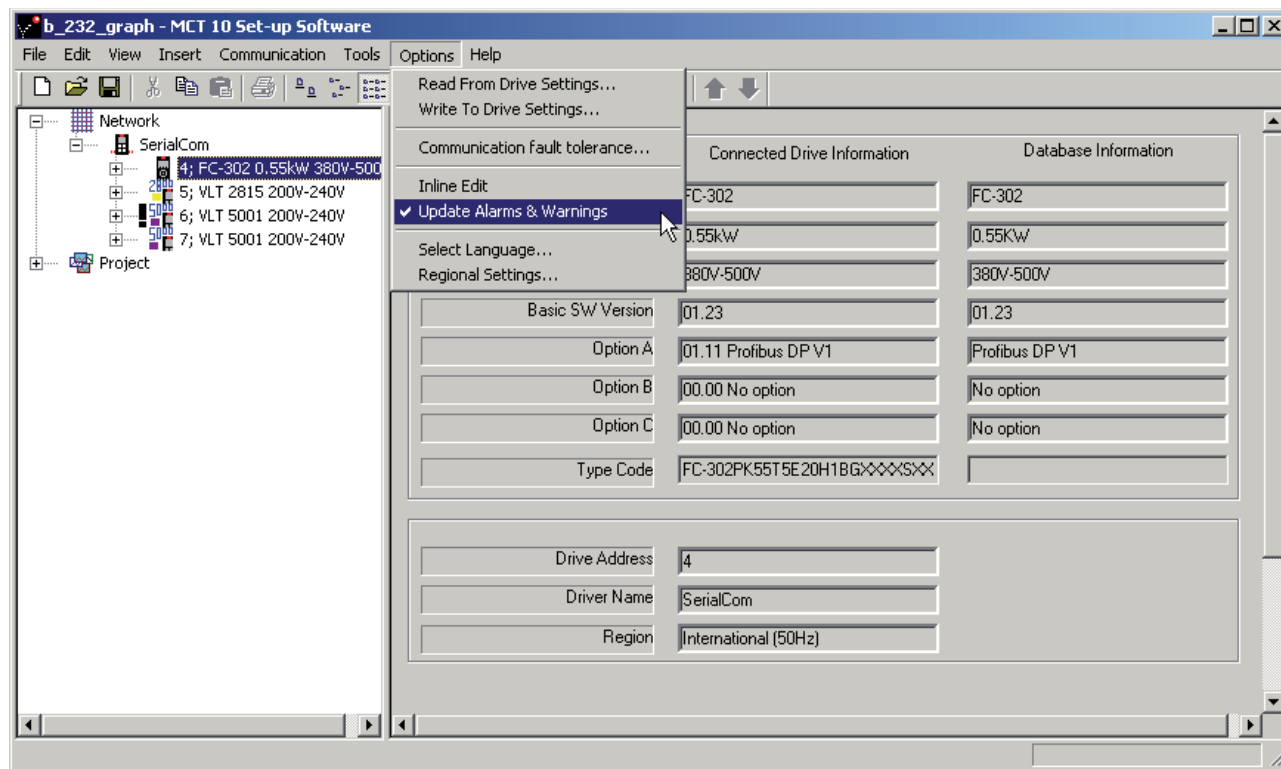 b_232_graph - MCT 10 Set-up Software
File Edit View Insert Communication Tools Options Help
Read From Drive Settings...
Write To Drive Settings...
Communication fault tolerance...
Inline Edit
Update Alarms & Warnings
Select Language...
Regional Settings...
Network
SerialCom
4; FC-302 0.55kW 380V-500
5; VLT 2815 200V-240V
6; VLT 5001 200V-240V
7; VLT 5001 200V-240V
Project
Connected Drive Information Database Information
FC-302 FC-302
0.55kW 0.55KW
380V-500V 380V-500V
Basic SW Version 01.23 01.23
Option A 01.11 Profibus DP V1 Profibus DP V1
Option B 00.00 No option No option
Option C 00.00 No option No option
Type Code FC-302PK55T5E20H1BGXXXXSXX
Drive Address 4
Driver Name SerialCom
Region International (50Hz)